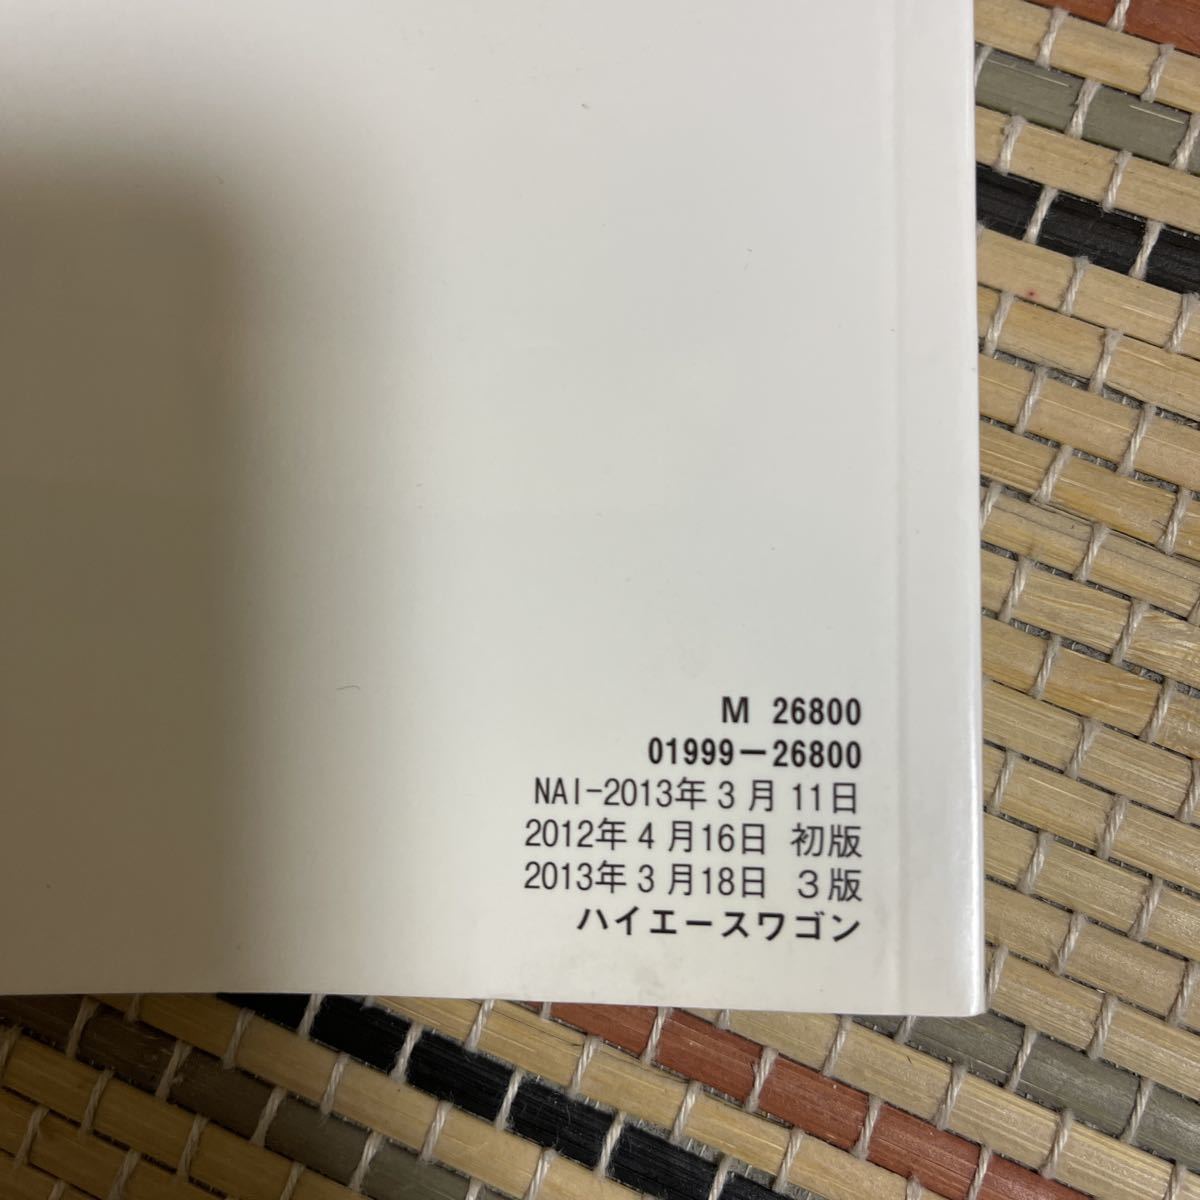 M 26800
01999-26800
NAI-2013年3月11日
2012年4月16日 初版
2013年3月18日 3版
ハイエースワゴン